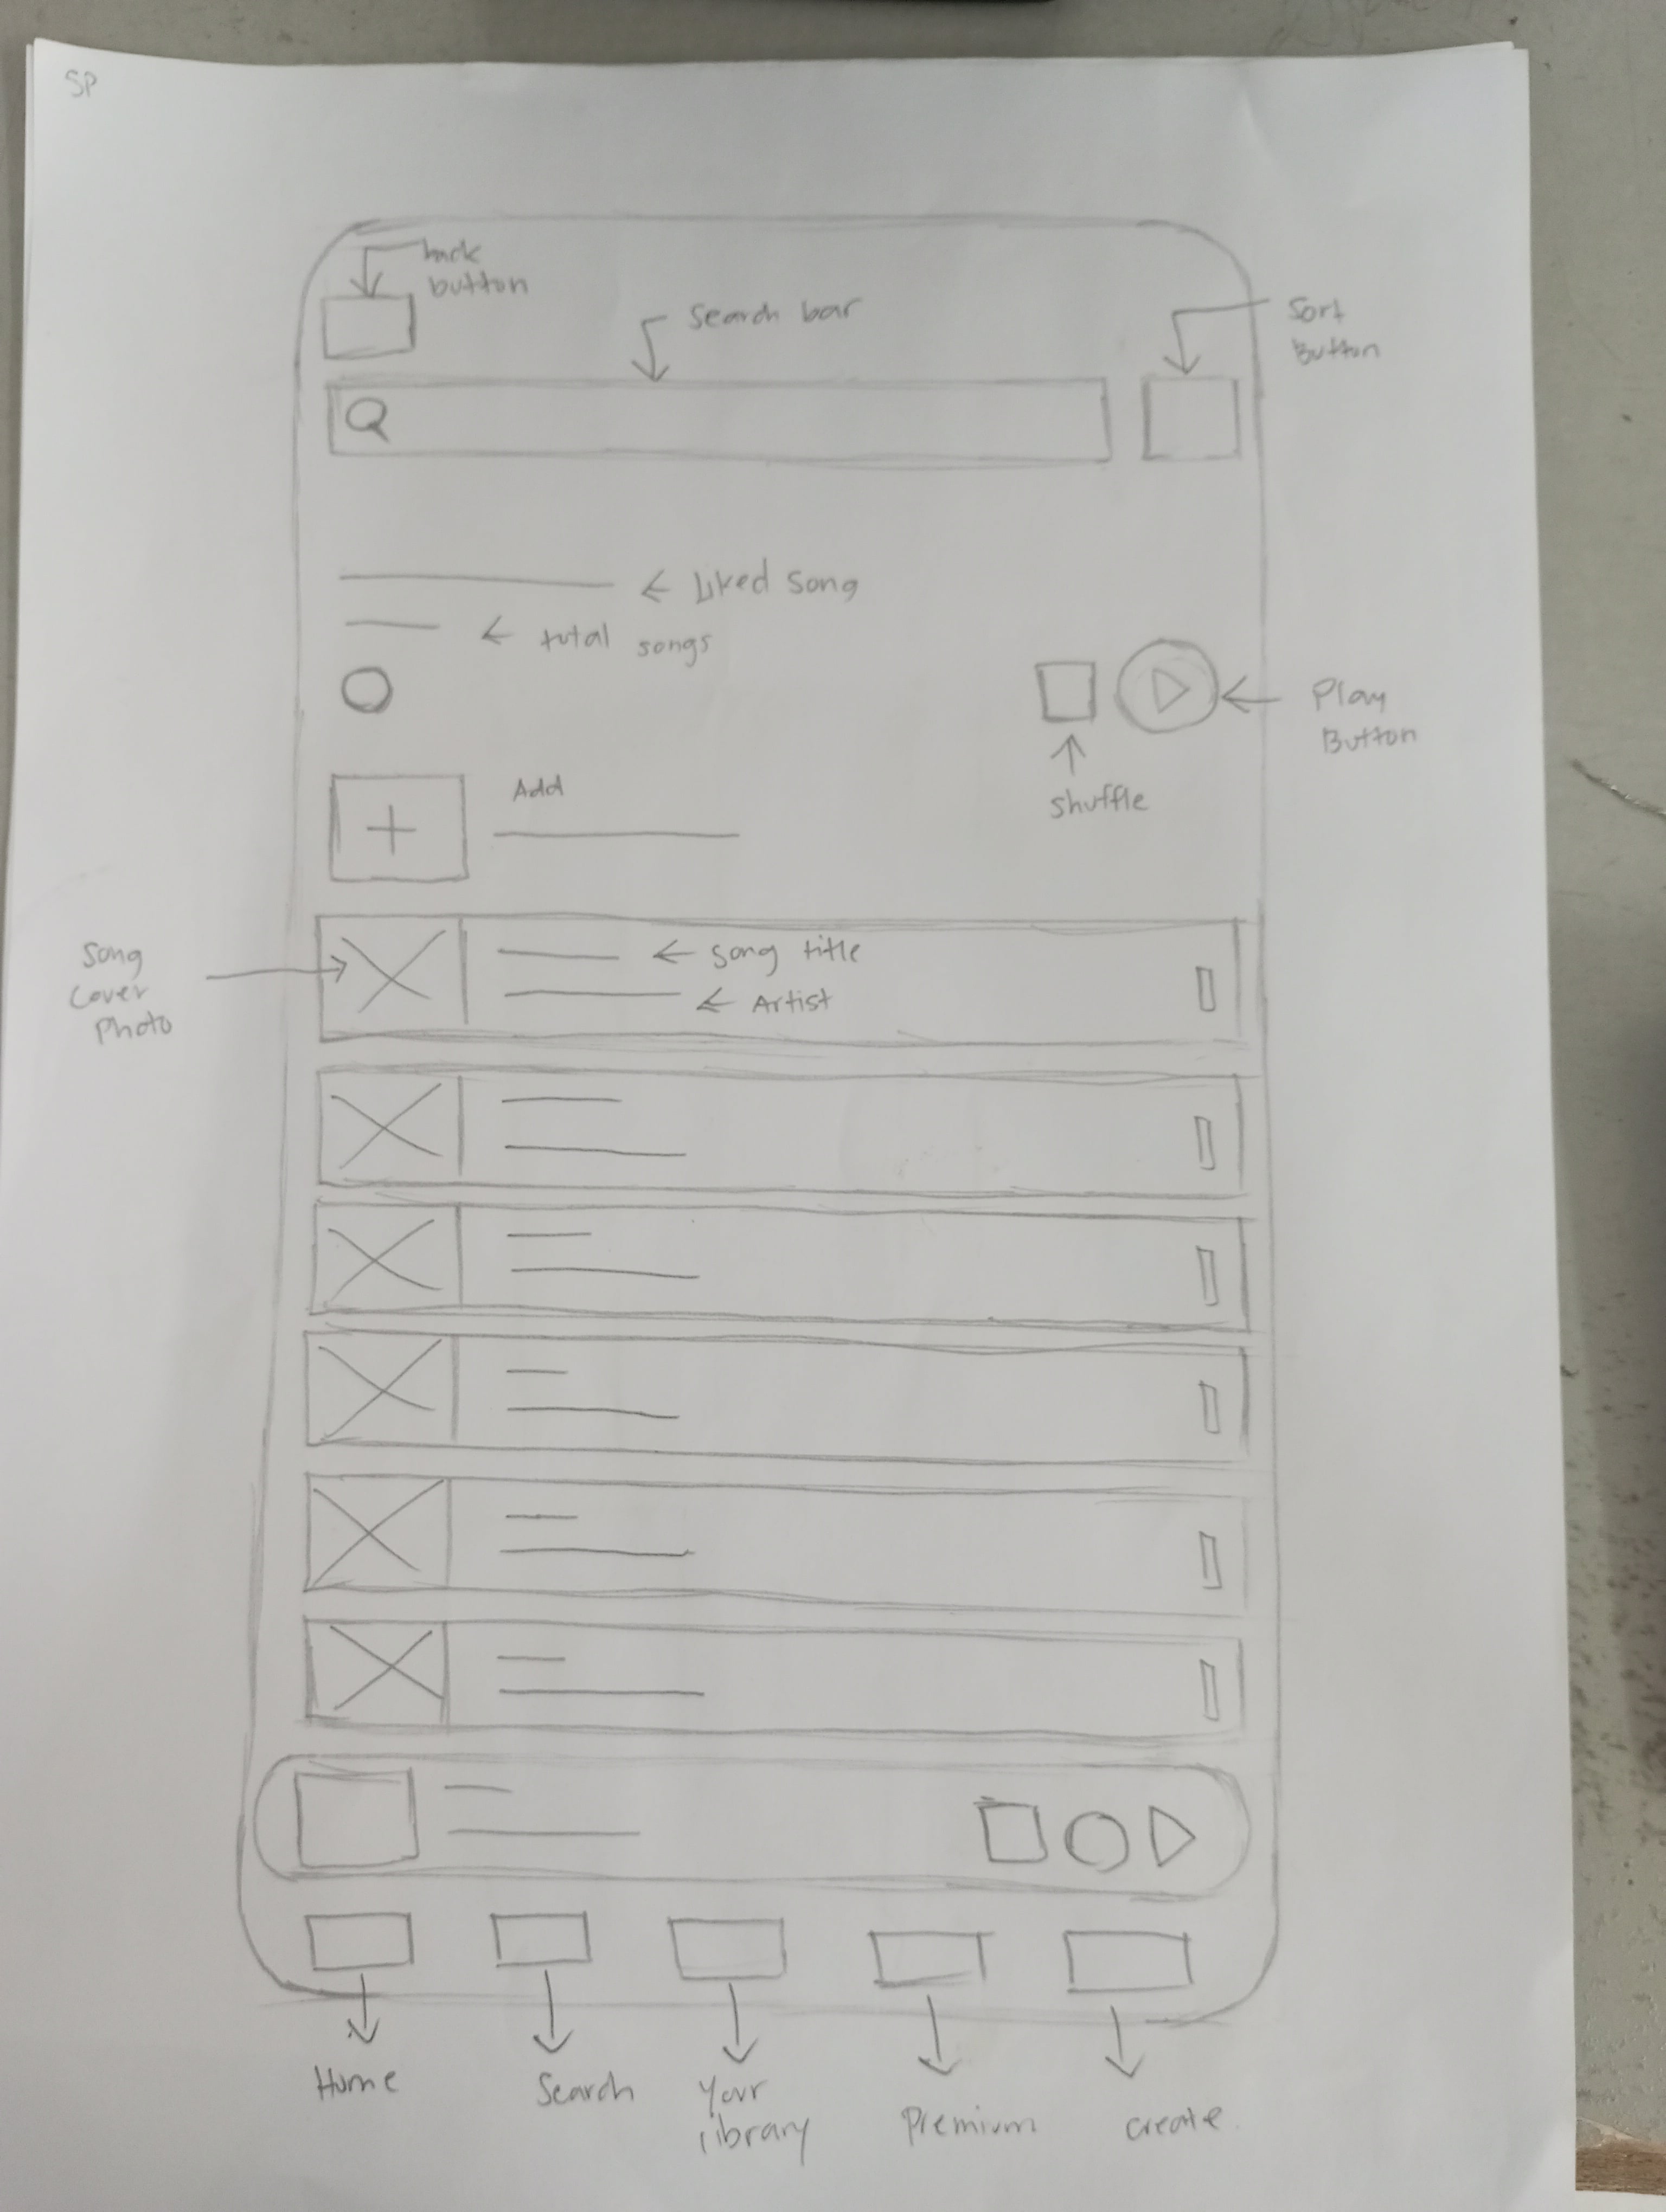 SP
back
button
search bar
Sort
Button
Liked song
total songs
Play
Button
shuffle
Add
Song
Cover
Photo
song title
Artist
Home
Search
Your
library
Premium
create.